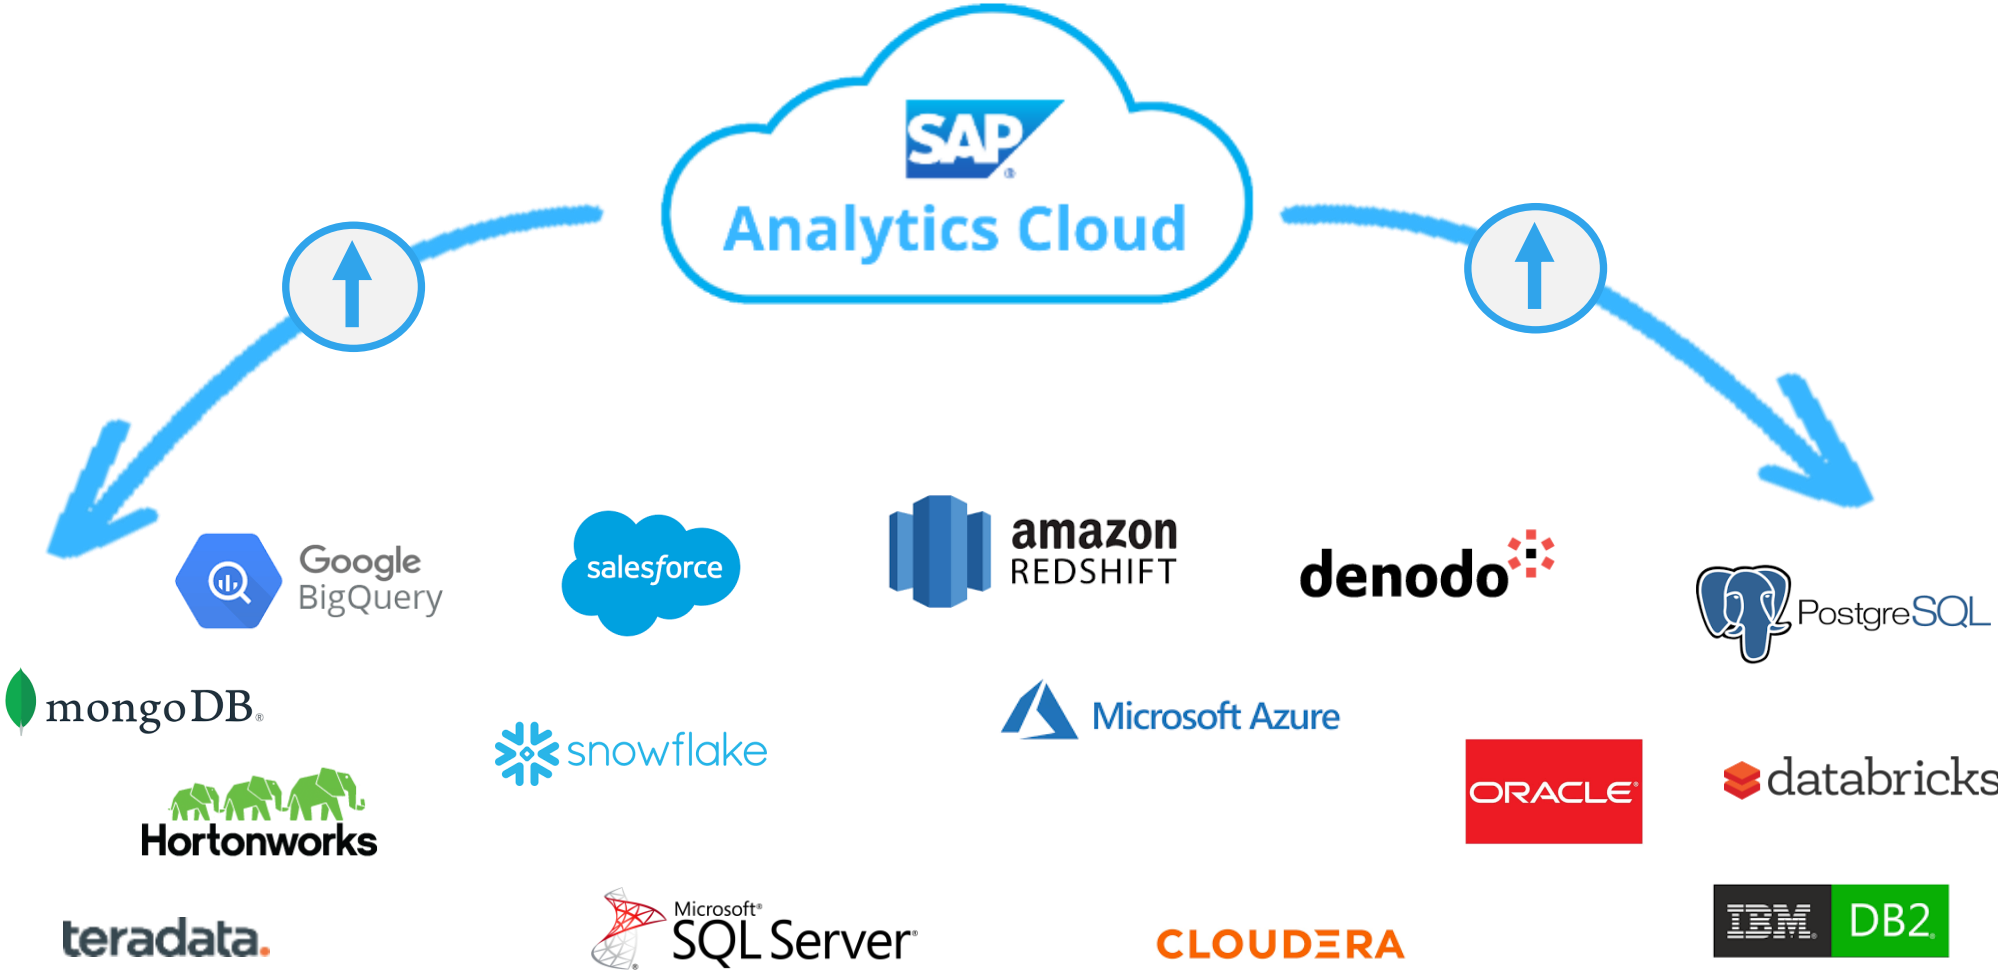 SAP®
Analytics Cloud
Google
BigQuery
salesforce
amazon
REDSHIFT
denodo
PostgreSQL
mongoDB®
snowflake
Microsoft Azure
ORACLE®
databricks
Hortonworks
teradata.
Microsoft®
SQL Server®
CLOUDERA
IBM® DB2®